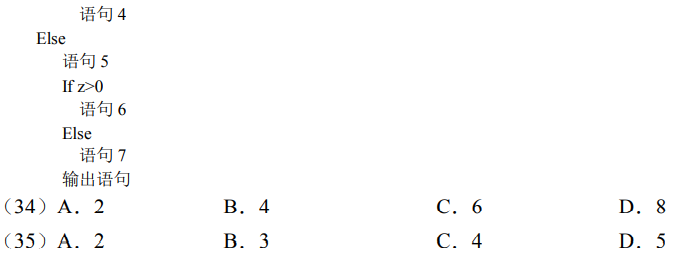 语句 4
Else
语句 5
If z>0
语句 6
Else
语句 7
输出语句
（34）A．2 B．4 C．6 D．8
（35）A．2 B．3 C．4 D．5